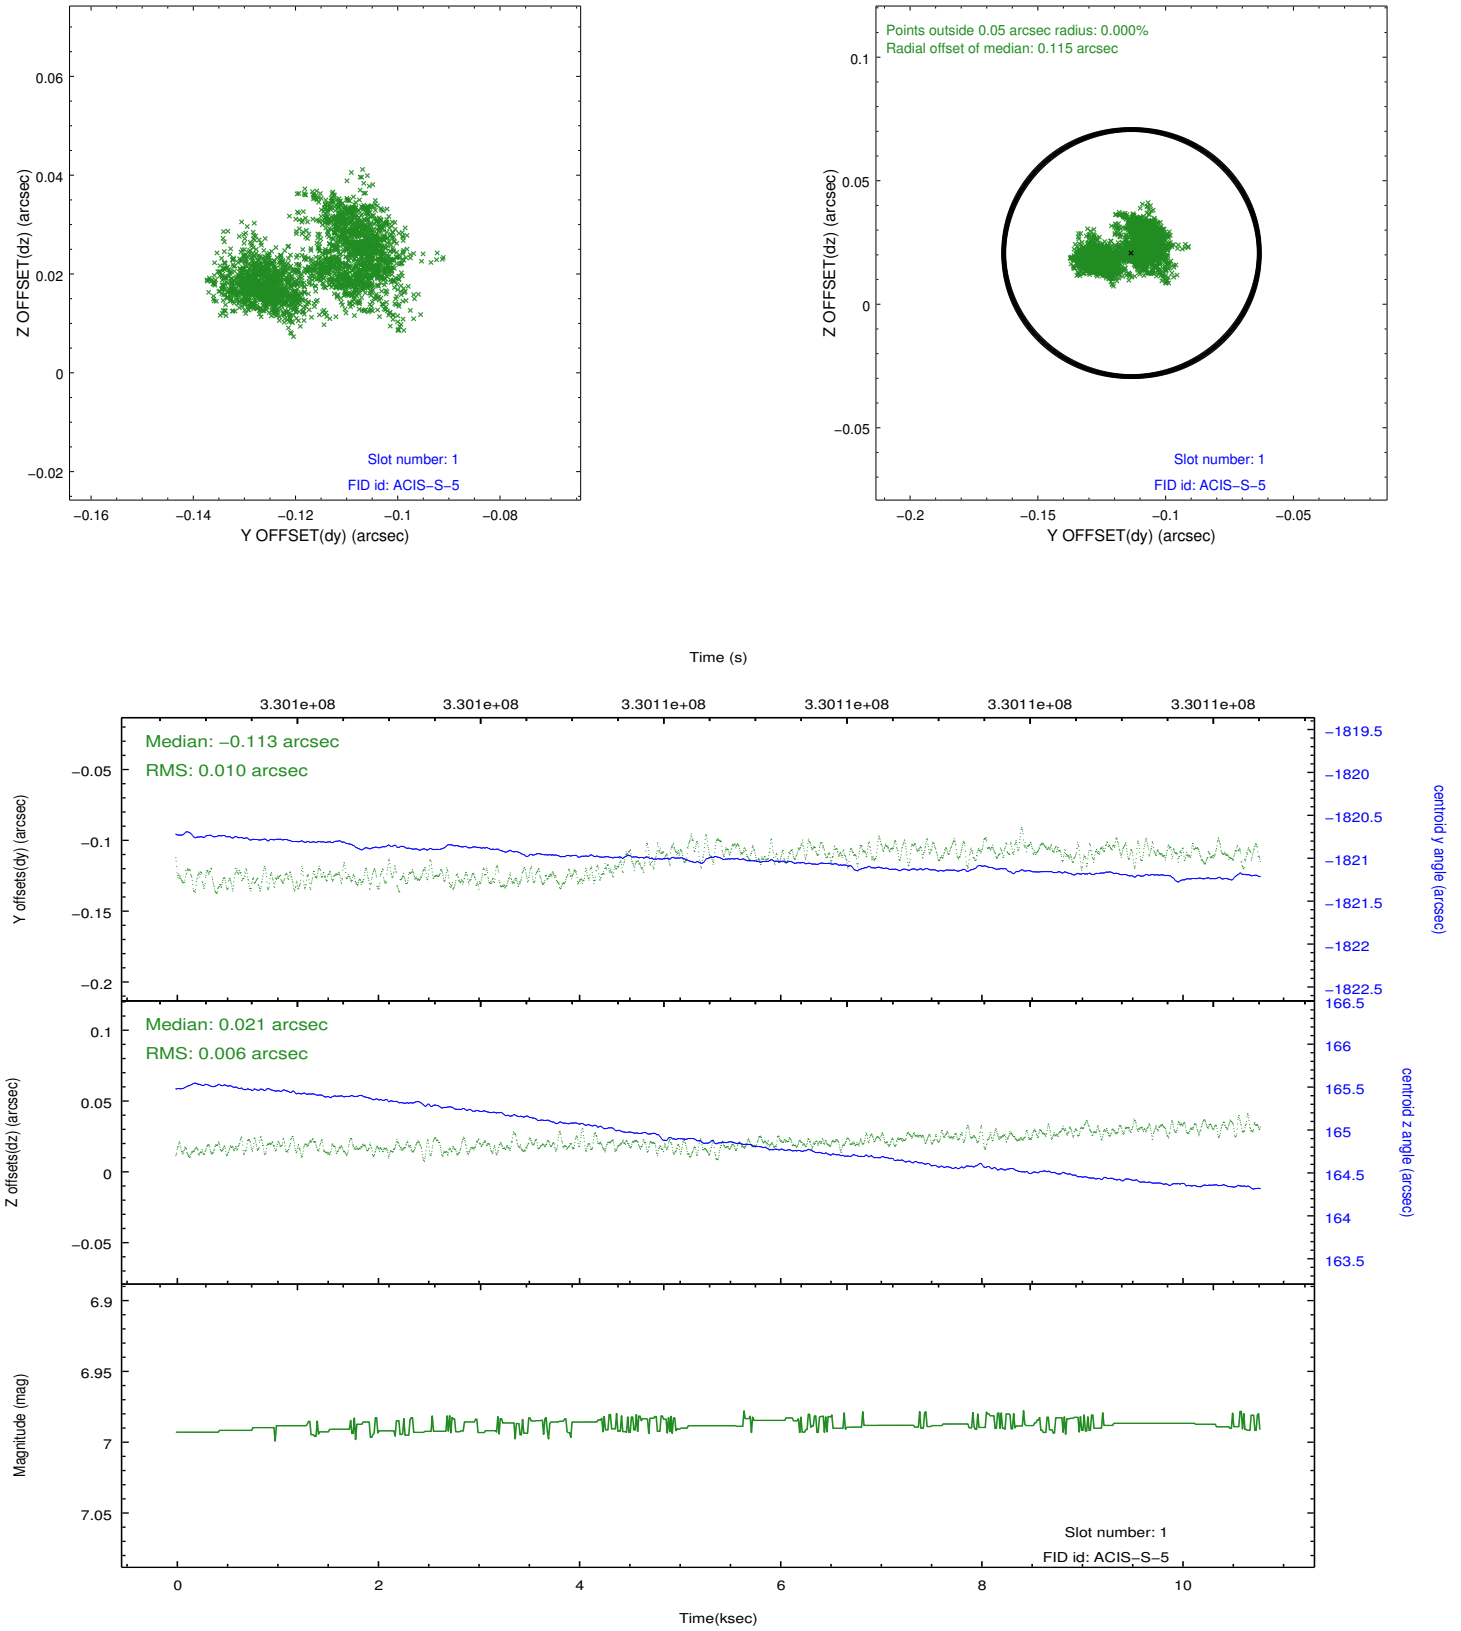 0.06
0.04
0.02
0
−0.02
Z OFFSET(dz) (arcsec)
Slot number: 1
FID id: ACIS−S−5
−0.16 −0.14 −0.12 −0.1 −0.08
Y OFFSET(dy) (arcsec)
Points outside 0.05 arcsec radius: 0.000%
Radial offset of median: 0.115 arcsec
0.1
0.05
0
−0.05
Z OFFSET(dz) (arcsec)
Slot number: 1
FID id: ACIS−S−5
−0.2 −0.15 −0.1 −0.05
Y OFFSET(dy) (arcsec)
Time (s)
3.301e+08 3.301e+08 3.3011e+08 3.3011e+08 3.3011e+08 3.3011e+08
Median: −0.113 arcsec
RMS: 0.010 arcsec
−0.05
−0.1
−0.15
−0.2
Y offsets(dy) (arcsec)
−1819.5
−1820
−1820.5
−1821
−1821.5
−1822
−1822.5
centroid y angle (arcsec)
Median: 0.021 arcsec
RMS: 0.006 arcsec
0.1
0.05
0
−0.05
Z offsets(dz) (arcsec)
166.5
166
165.5
165
164.5
164
163.5
centroid z angle (arcsec)
6.9
6.95
7
7.05
Magnitude (mag)
Slot number: 1
FID id: ACIS−S−5
0 2 4 6 8 10
Time(ksec)